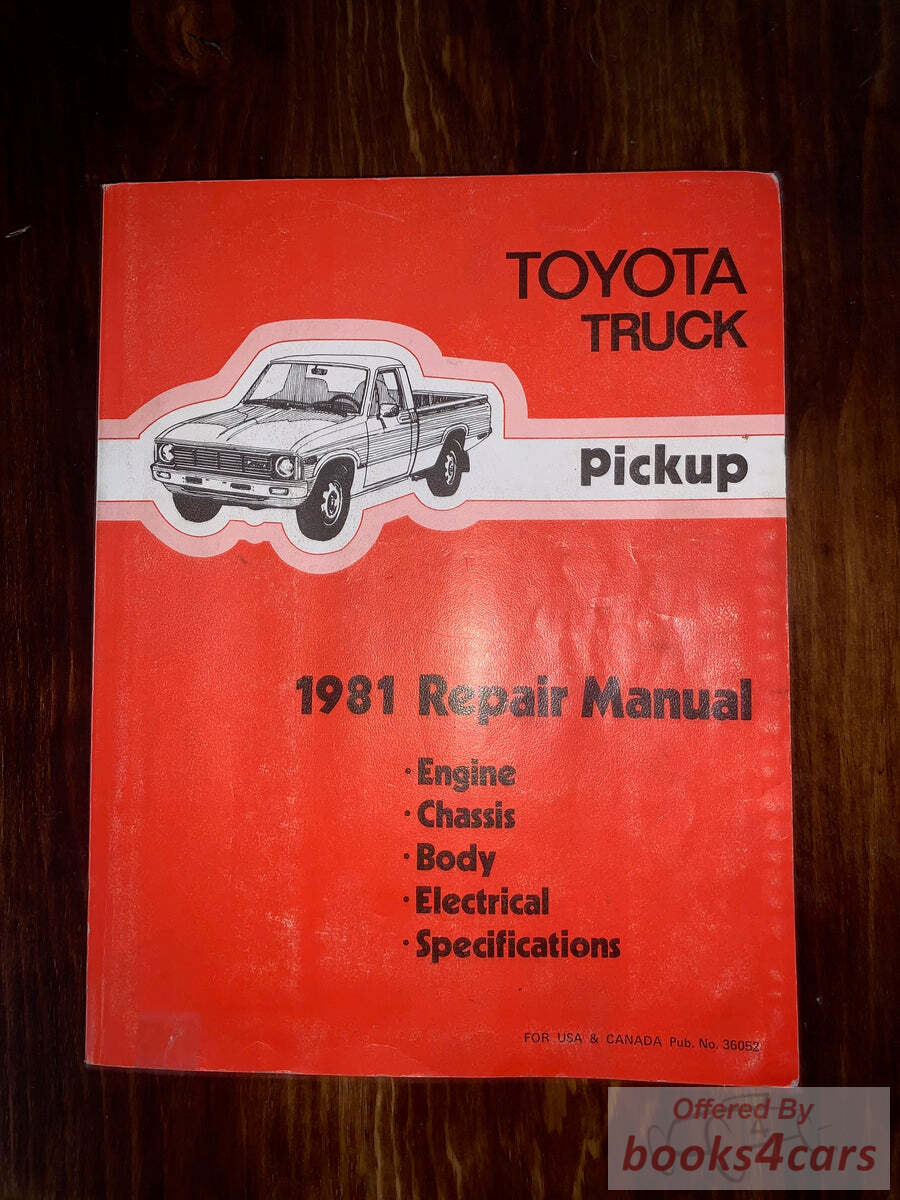 TOYOTA
TRUCK
Pickup
1981 Repair Manual
· Engine
· Chassis
· Body
· Electrical
· Specifications
FOR USA & CANADA Pub. No. 36052
Offered By
books4cars